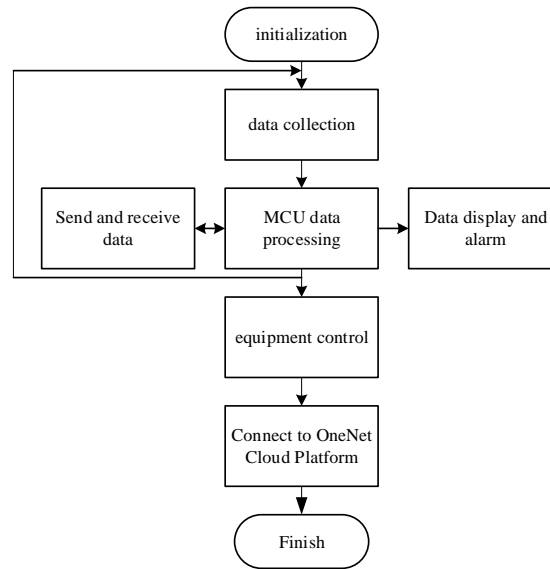 initialization
data collection
Send and receive
data
MCU data
processing
Data display and
alarm
equipment control
Connect to OneNet
Cloud Platform
Finish